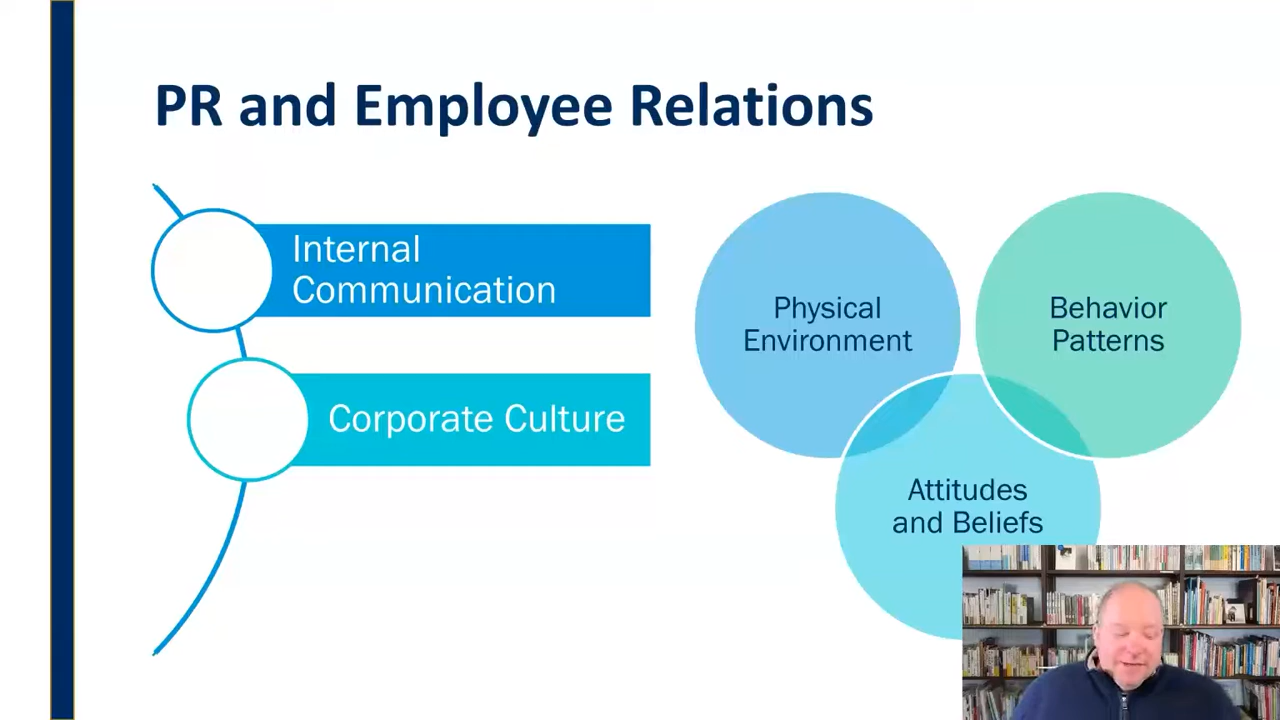 PR and Employee Relations
Internal
Communication
Corporate Culture
Physical
Environment
Behavior
Patterns
Attitudes
and Beliefs